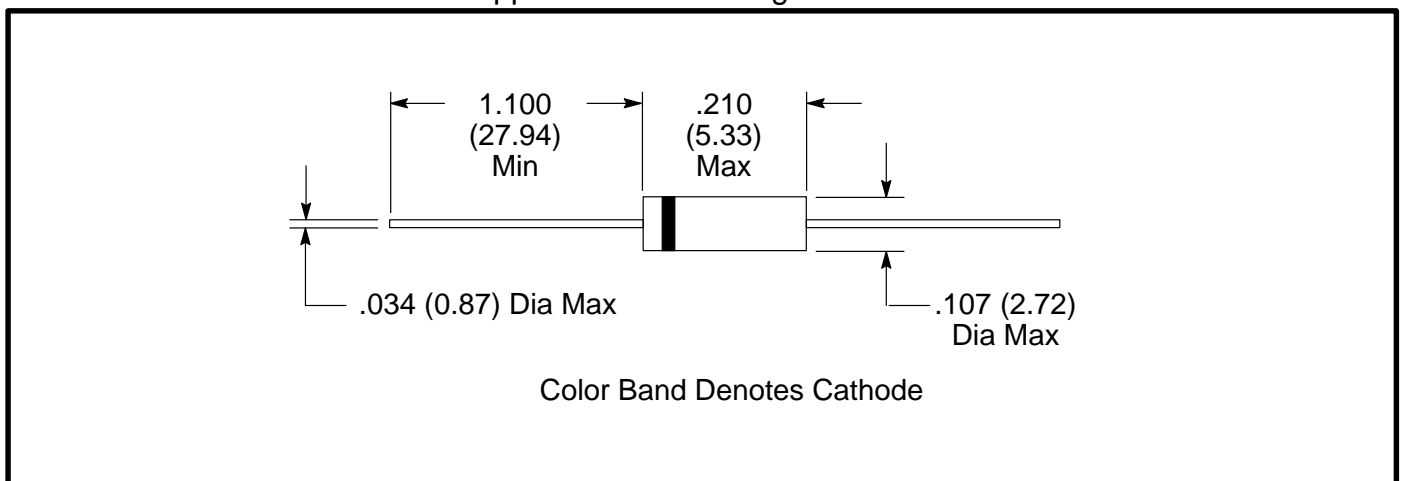 1.100
(27.94)
Min
.210
(5.33)
Max
.034 (0.87) Dia Max
.107 (2.72)
Dia Max
Color Band Denotes Cathode